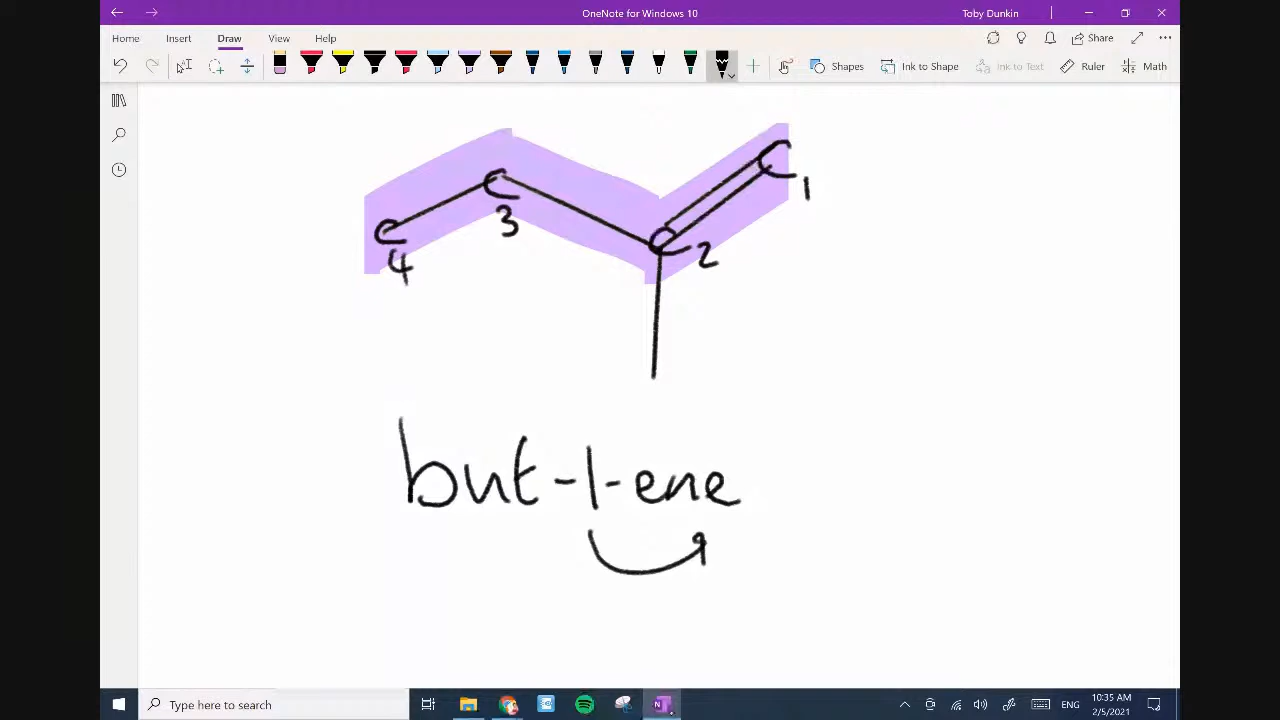 OneNote for Windows 10
Toby Dunkin
Home Insert Draw View Help
Share
Shapes Ink to Shape Ink to Text Ruler Math
C 1
C 3
C 2
C 4
but-1-ene
Type here to search
ENG
10:35 AM
2/5/2021